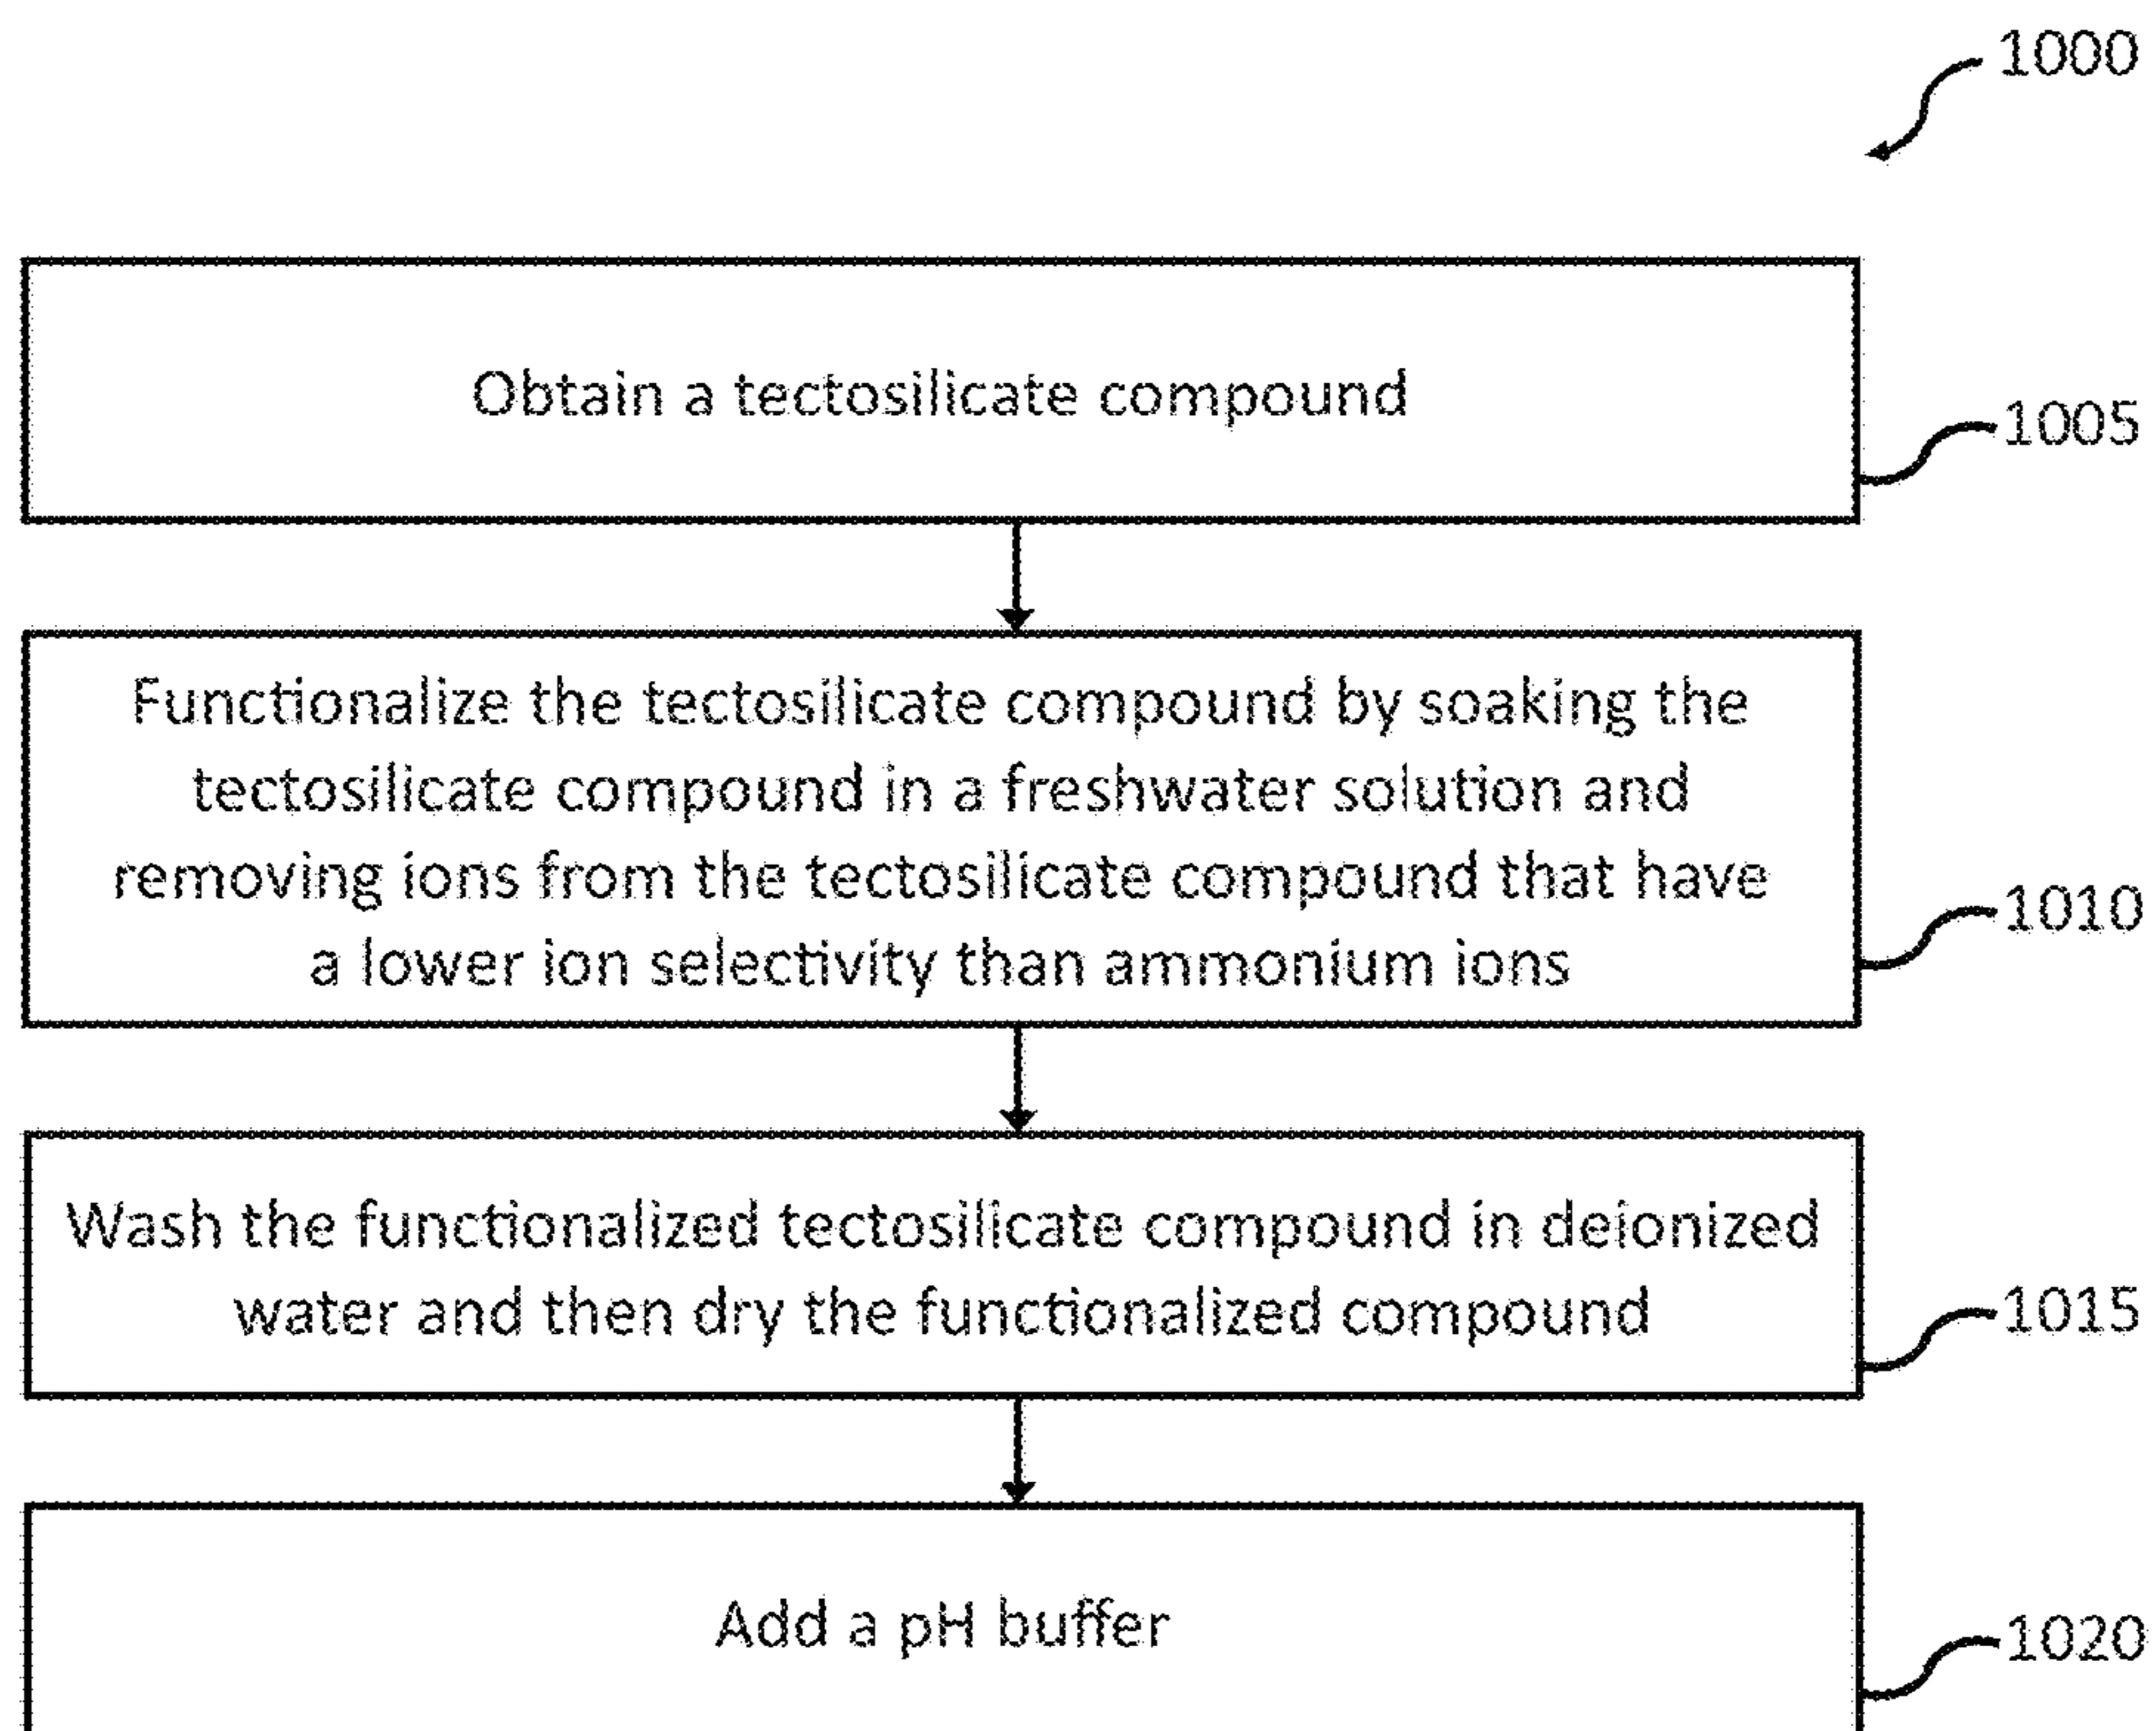 1000
Obtain a tectosilicate compound
1005
Functionalize the tectosilicate compound by soaking the
tectosilicate compound in a freshwater solution and
removing ions from the tectosilicate compound that have
a lower ion selectivity than ammonium ions
1010
Wash the functionalized tectosilicate compound in deionized
water and then dry the functionalized compound
1015
Add a pH buffer
1020